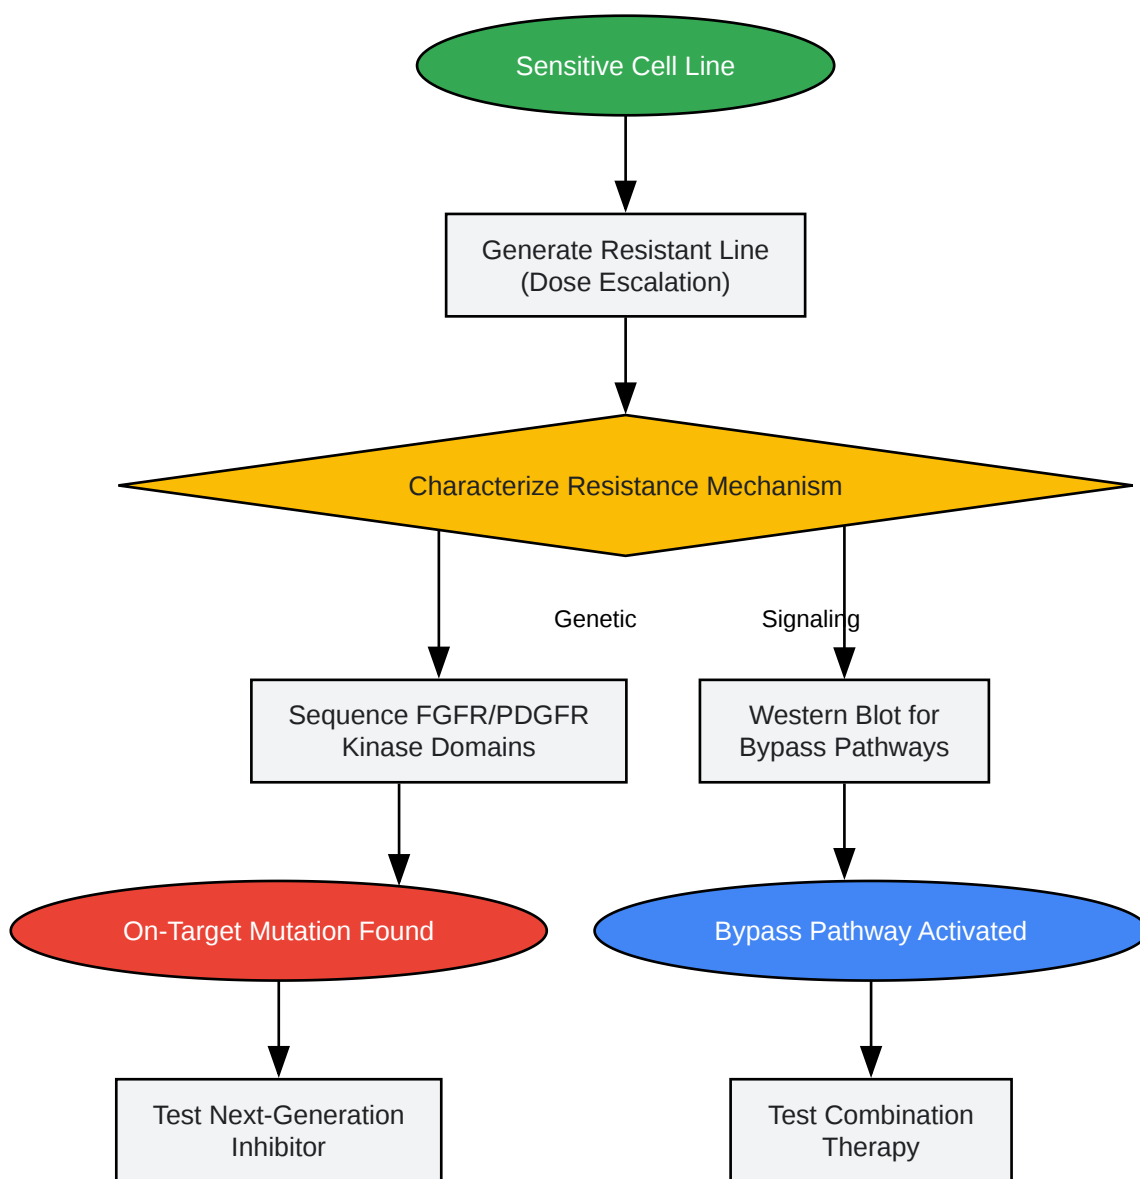 Sensitive Cell Line
Generate Resistant Line
(Dose Escalation)
Characterize Resistance Mechanism
Genetic
Signaling
Sequence FGFR/PDGFR
Kinase Domains
Western Blot for
Bypass Pathways
On-Target Mutation Found
Bypass Pathway Activated
Test Next-Generation
Inhibitor
Test Combination
Therapy